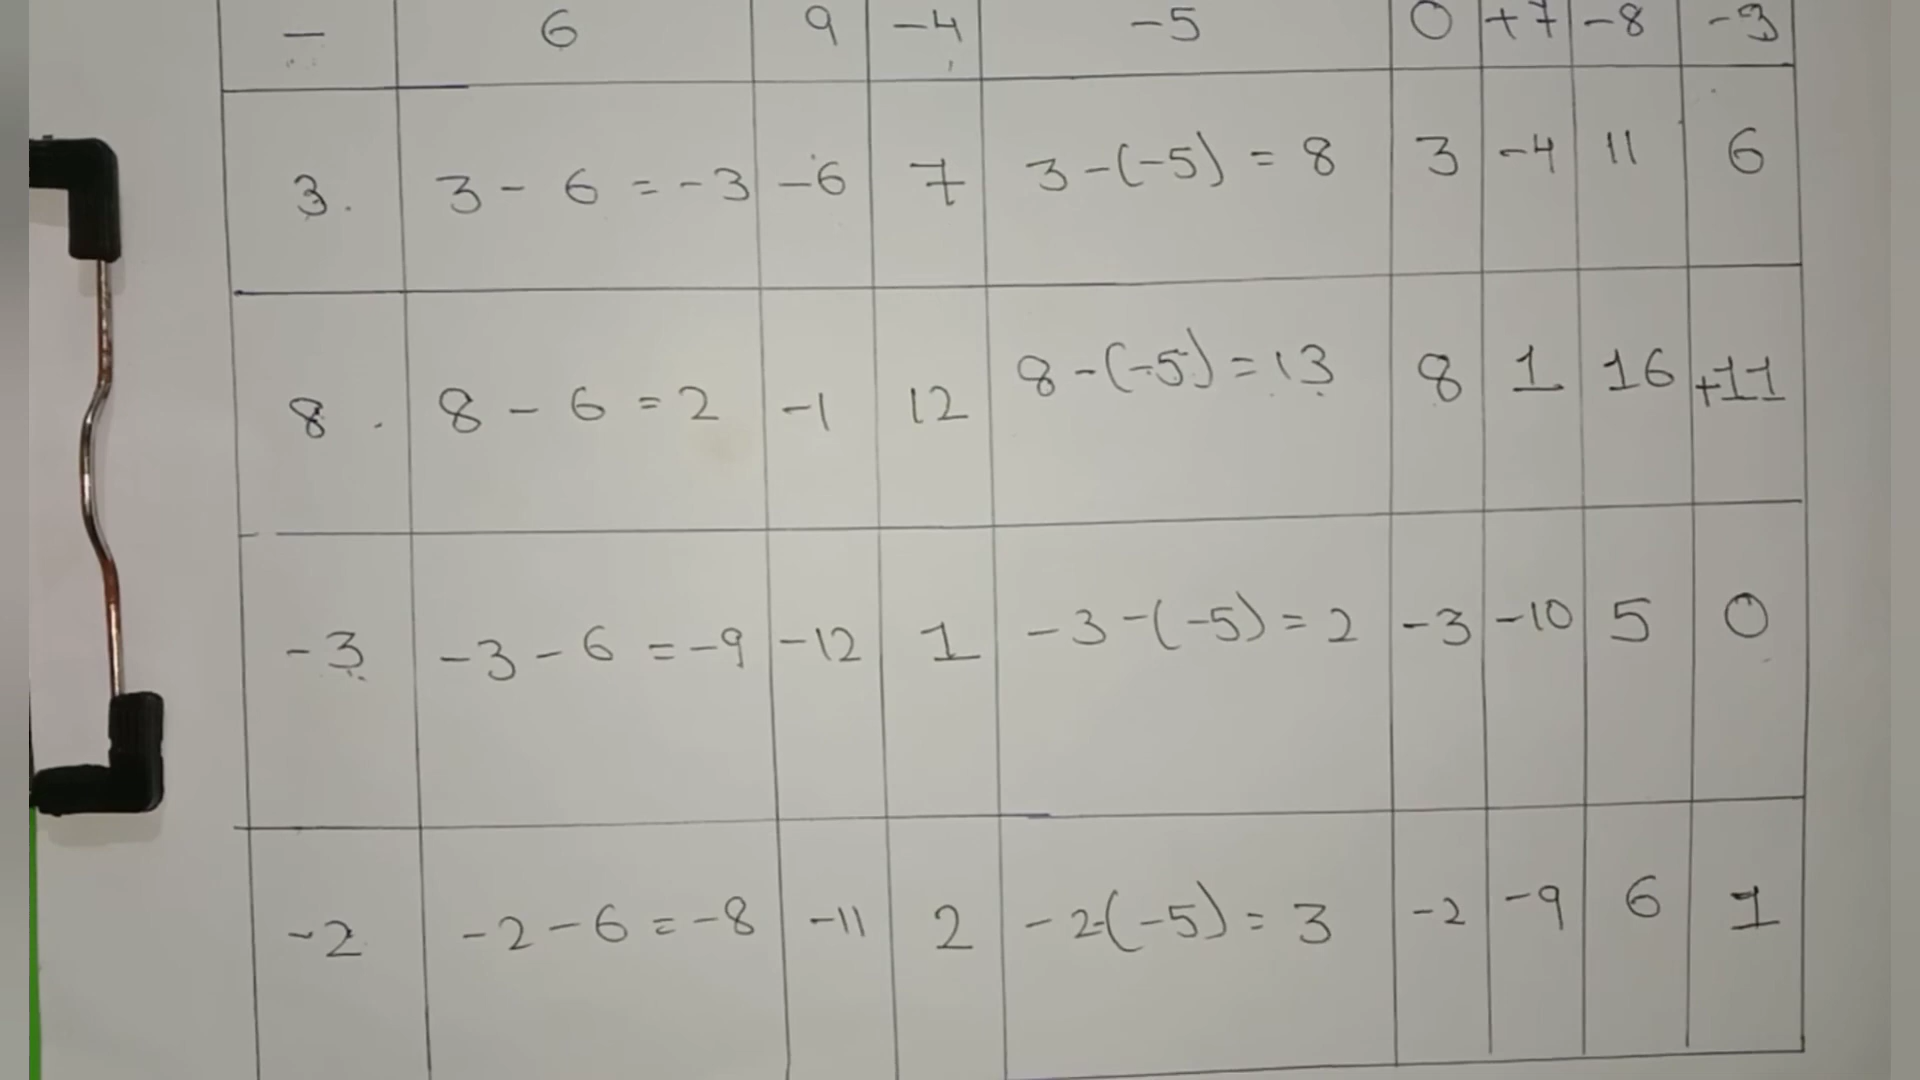 — 6 9 -4 -5 0 +7 -8 -3
3. 3 - 6 = -3 -6 7 3-(-5) = 8 3 -4 11 6
8. 8 - 6 = 2 -1 12 8-(-5) = 13 8 1 16 +11
-3 -3 - 6 = -9 -12 1 -3-(-5) = 2 -3 -10 5 0
-2 -2 - 6 = -8 -11 2 -2-(-5) = 3 -2 -9 6 1